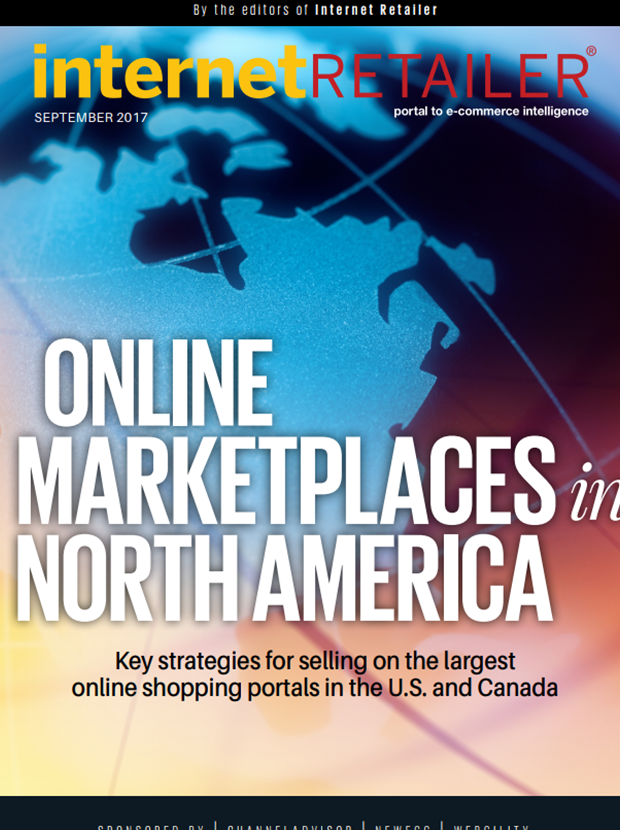 By the editors of Internet Retailer
internetRETAILER®
SEPTEMBER 2017
portal to e-commerce intelligence
ONLINE
MARKETPLACES in
NORTH AMERICA
Key strategies for selling on the largest
online shopping portals in the U.S. and Canada
SPONSORED BY | CHANNELADVISOR | NEWEGG | WEBGILITY